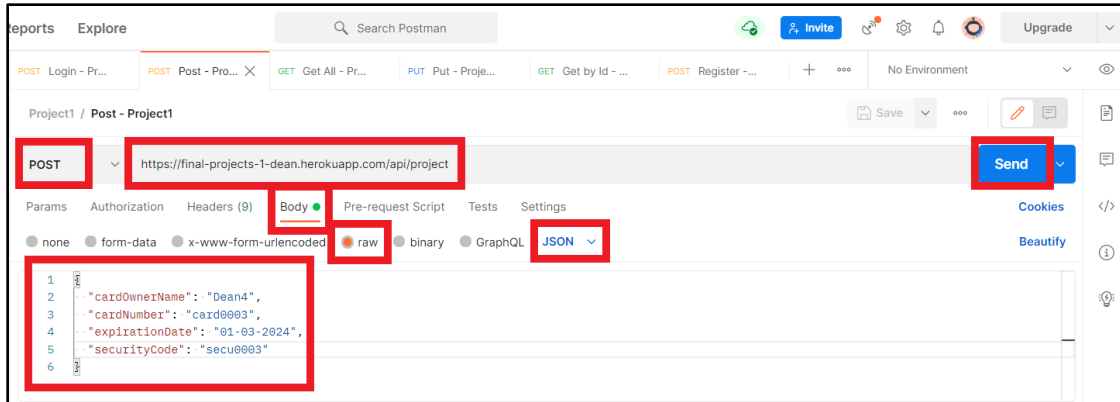 Reports Explore Search Postman Invite Upgrade
POST Login - Pr... POST Post - Pro... GET Get All - Pr... PUT Put - Proje... GET Get by Id - ... POST Register -... No Environment
Project1 / Post - Project1 Save
POST https://final-projects-1-dean.herokuapp.com/api/project Send
Params Authorization Headers (9) Body Pre-request Script Tests Settings Cookies
none form-data x-www-form-urlencoded raw binary GraphQL JSON Beautify
1 {
2 "cardOwnerName": "Dean4",
3 "cardNumber": "card0003",
4 "expirationDate": "01-03-2024",
5 "securityCode": "secu0003"
6 }